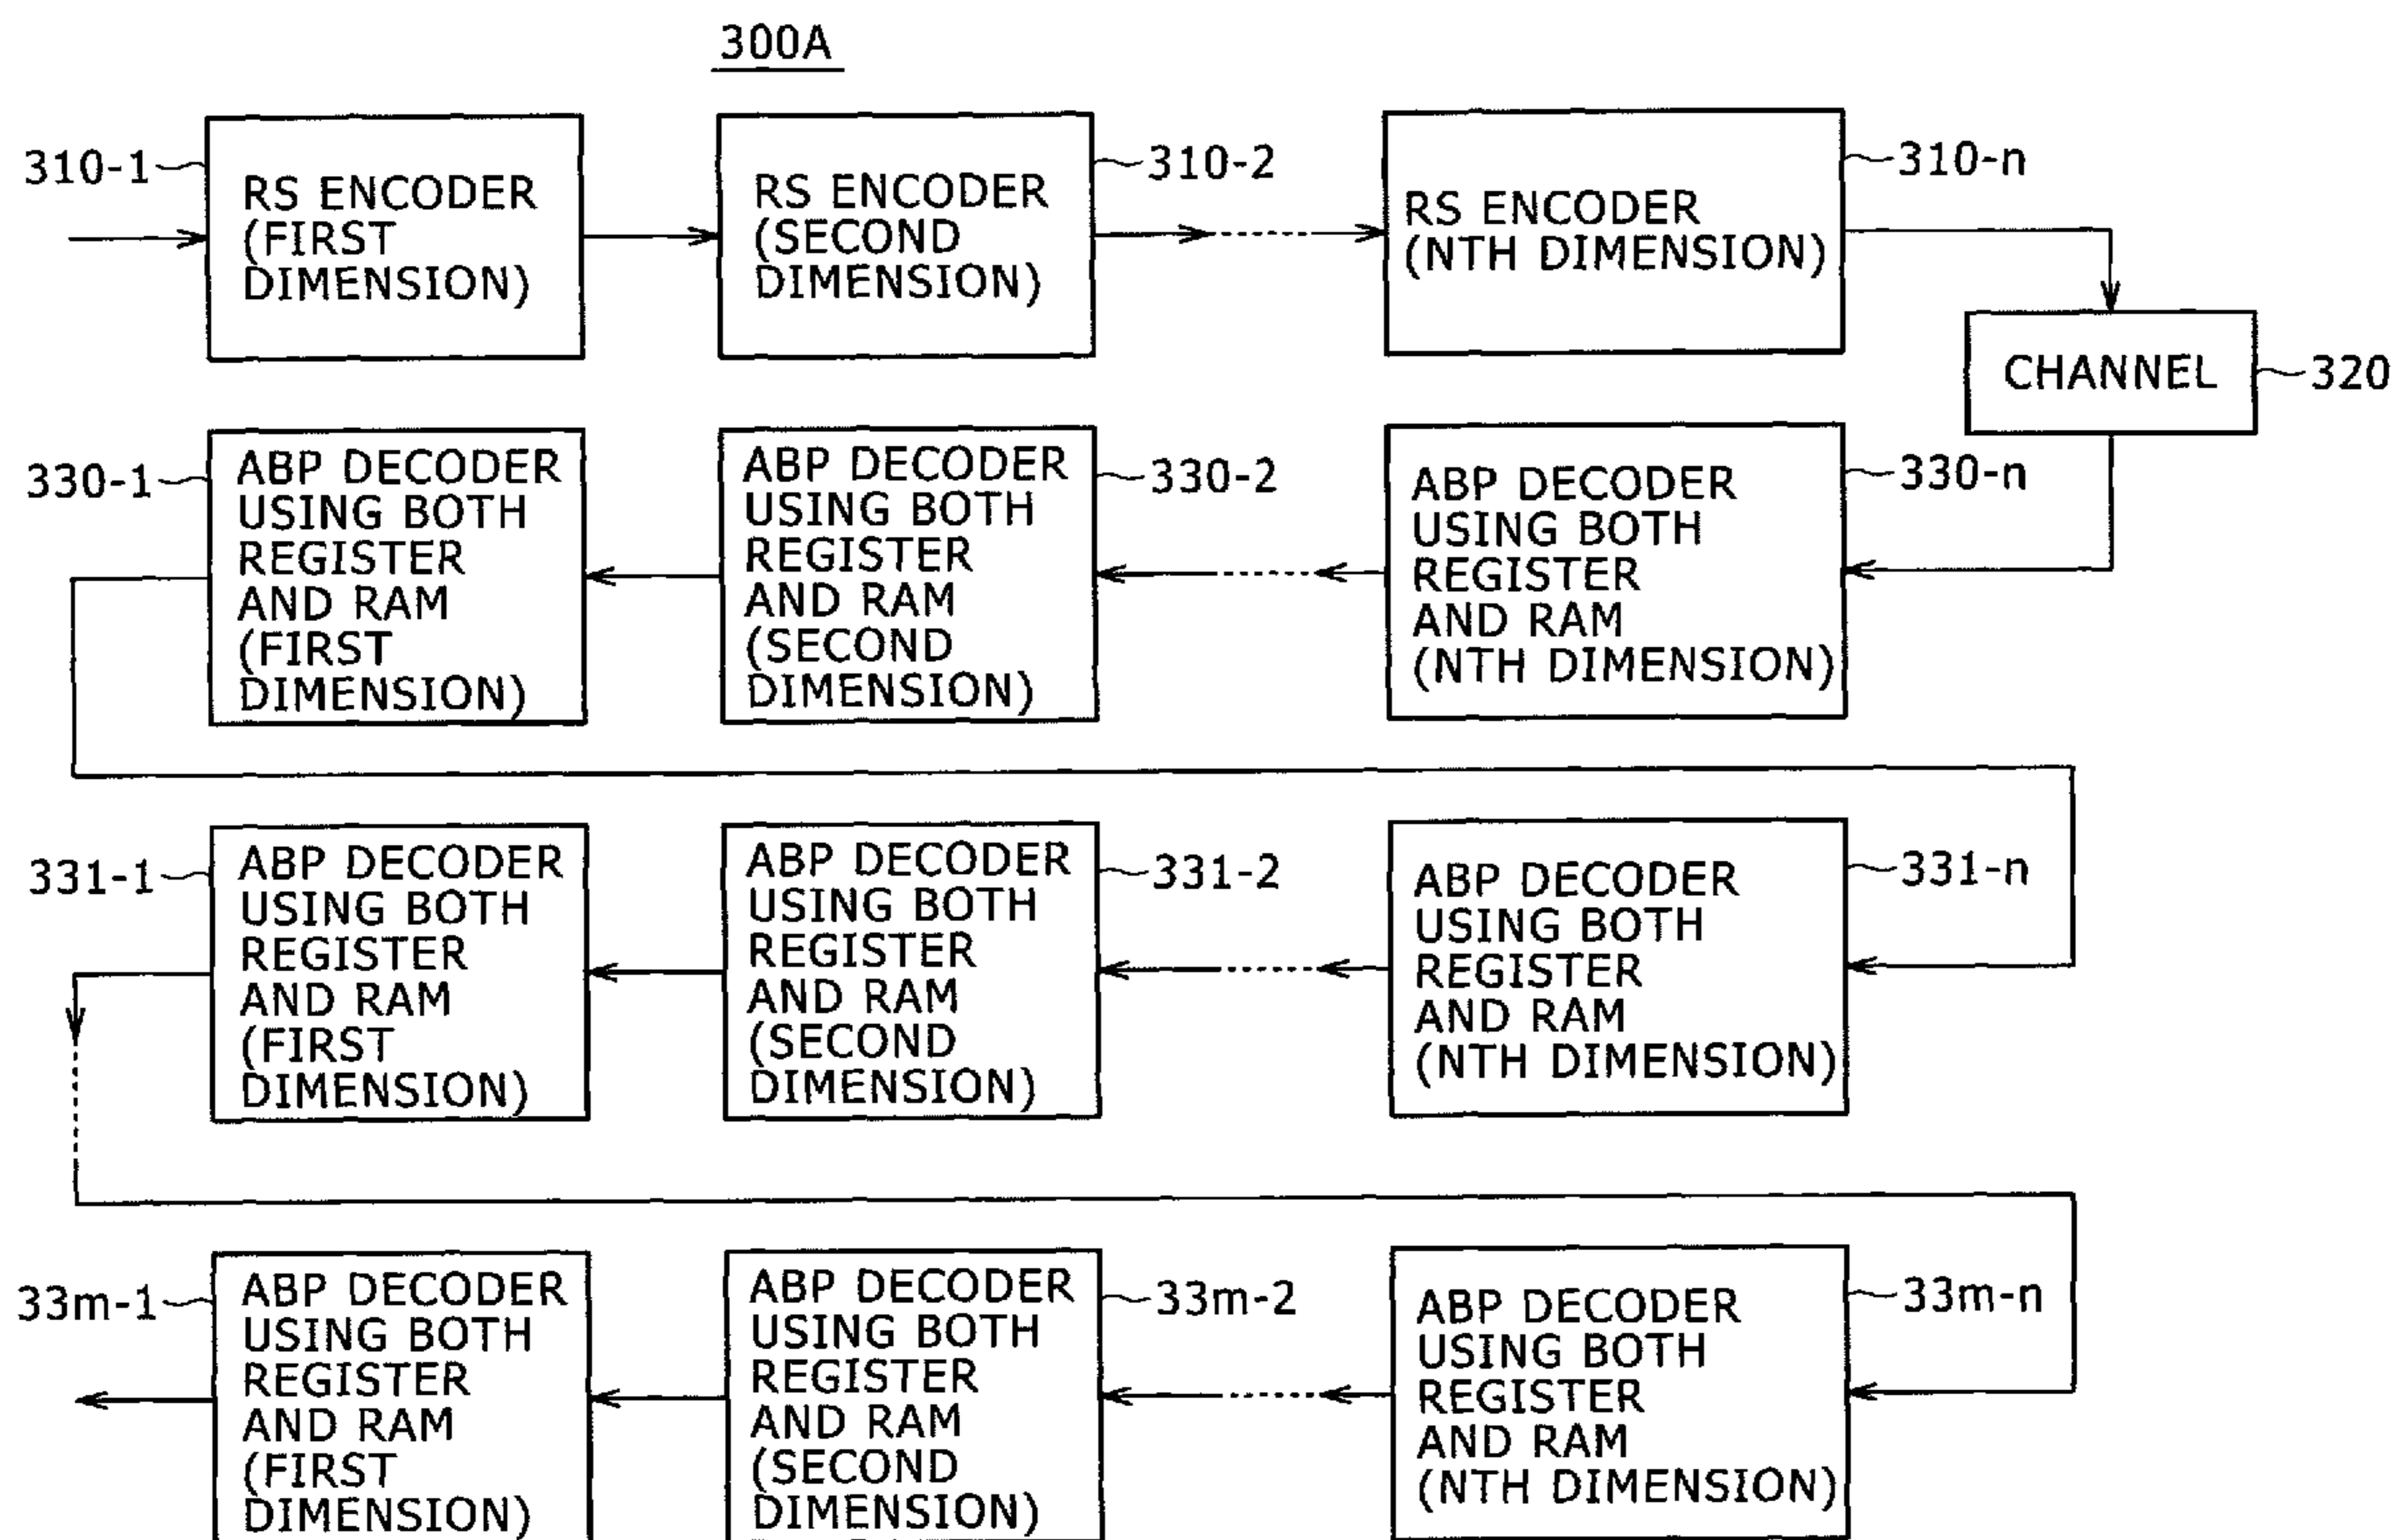 300A
310-1
RS ENCODER
(FIRST
DIMENSION)
RS ENCODER
(SECOND
DIMENSION)
310-2
RS ENCODER
(NTH DIMENSION)
310-n
CHANNEL
320
330-1
ABP DECODER
USING BOTH
REGISTER
AND RAM
(FIRST
DIMENSION)
ABP DECODER
USING BOTH
REGISTER
AND RAM
(SECOND
DIMENSION)
330-2
ABP DECODER
USING BOTH
REGISTER
AND RAM
(NTH DIMENSION)
330-n
331-1
ABP DECODER
USING BOTH
REGISTER
AND RAM
(FIRST
DIMENSION)
ABP DECODER
USING BOTH
REGISTER
AND RAM
(SECOND
DIMENSION)
331-2
ABP DECODER
USING BOTH
REGISTER
AND RAM
(NTH DIMENSION)
331-n
33m-1
ABP DECODER
USING BOTH
REGISTER
AND RAM
(FIRST
DIMENSION)
ABP DECODER
USING BOTH
REGISTER
AND RAM
(SECOND
DIMENSION)
33m-2
ABP DECODER
USING BOTH
REGISTER
AND RAM
(NTH DIMENSION)
33m-n